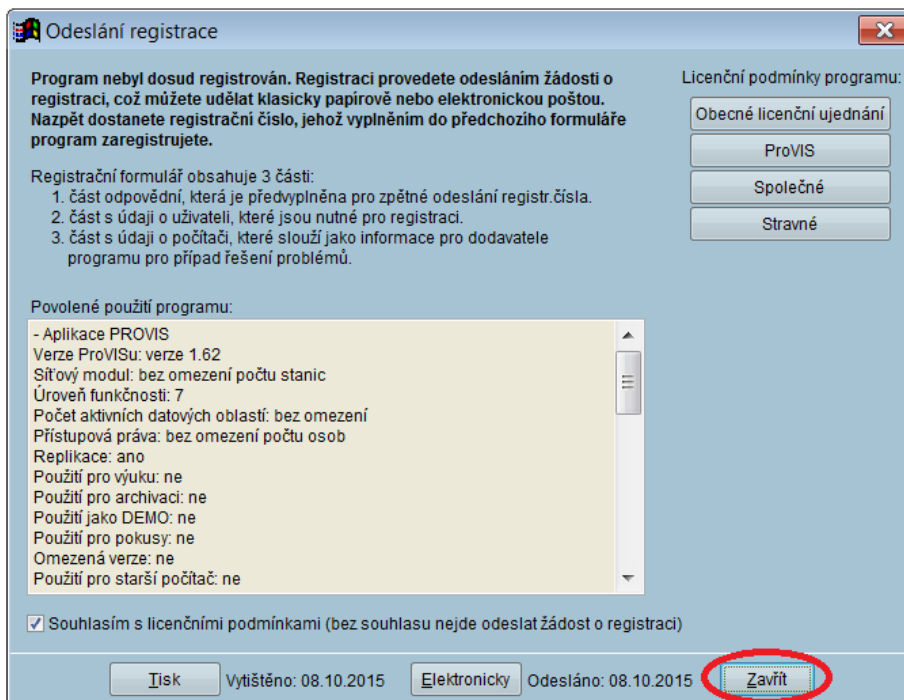 Odeslání registrace
Program nebyl dosud registrován. Registraci provedete odesláním žádosti o
registraci, což můžete udělat klasicky papírově nebo elektronickou poštou.
Nazpět dostanete registrační číslo, jehož vyplněním do předchozího formuláře
program zaregistrujete.
Registrační formulář obsahuje 3 části:
1. část odpovědní, která je předvyplněna pro zpětné odeslání registr.čísla.
2. část s údaji o uživateli, které jsou nutné pro registraci.
3. část s údaji o počítači, které slouží jako informace pro dodavatele
programu pro případ řešení problémů.
Licenční podmínky programu:
Obecné licenční ujednání
ProVIS
Společné
Stravné
Povolené použití programu:
- Aplikace PROVIS
Verze ProVISu: verze 1.62
Síťový modul: bez omezení počtu stanic
Úroveň funkčnosti: 7
Počet aktivních datových oblastí: bez omezení
Přístupová práva: bez omezení počtu osob
Replikace: ano
Použití pro výuku: ne
Použití pro archivaci: ne
Použití jako DEMO: ne
Použití pro pokusy: ne
Omezená verze: ne
Použití pro starší počítač: ne
Souhlasím s licenčními podmínkami (bez souhlasu nejde odeslat žádost o registraci)
Tisk Vytištěno: 08.10.2015 Elektronicky Odesláno: 08.10.2015 Zavřít